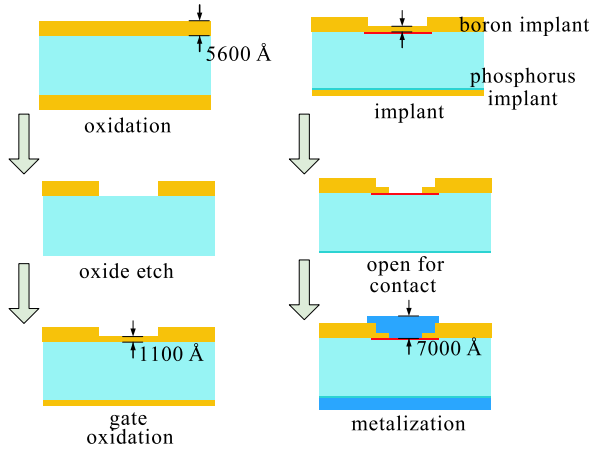 5600 Å
oxidation
oxide etch
1100 Å
gate
oxidation
boron implant
phosphorus
implant
implant
open for
contact
7000 Å
metalization